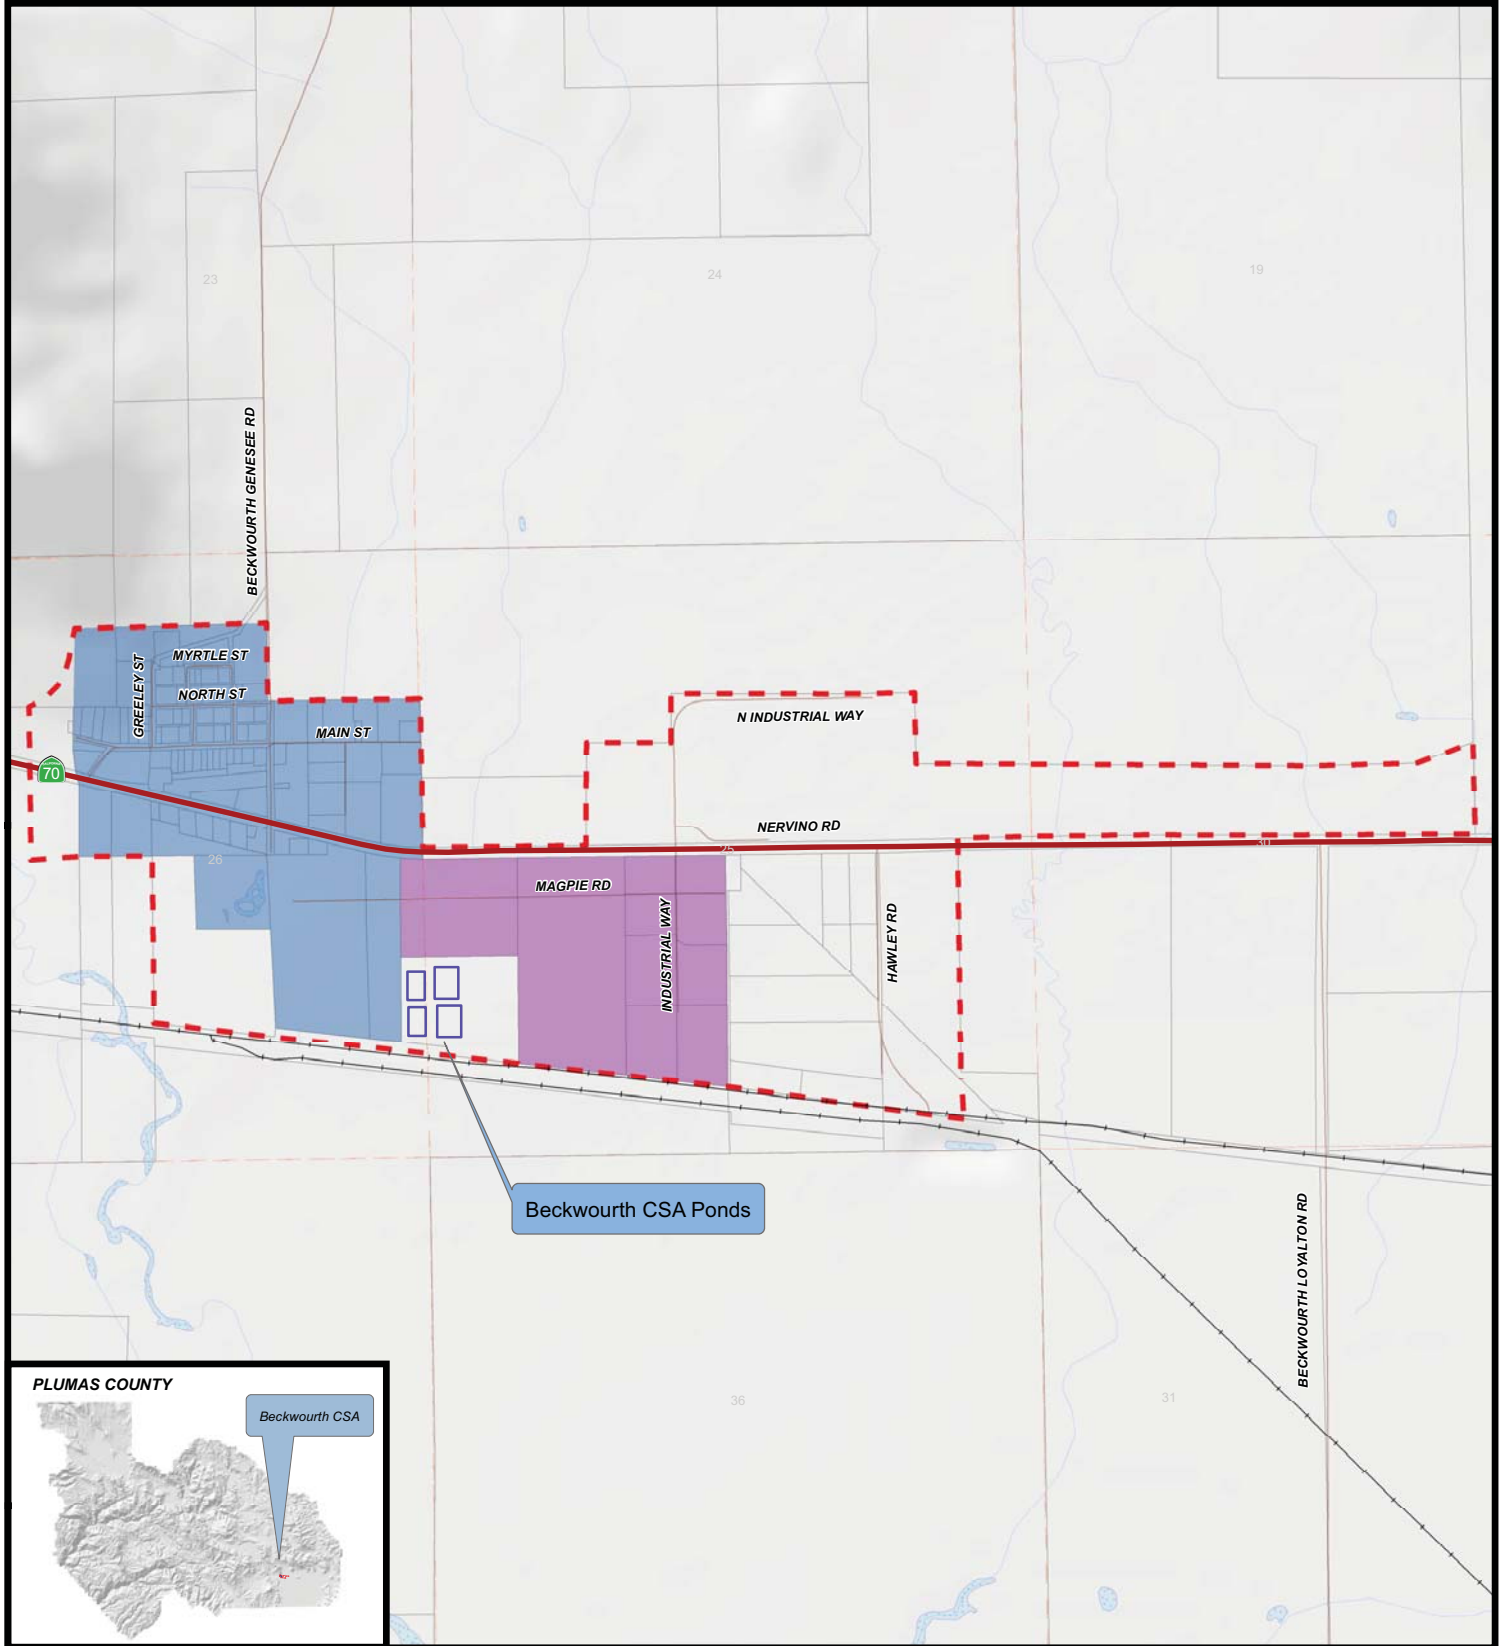 23
24
19
BECKWOURTH GENESEE RD
MYRTLE ST
GREELEY ST
NORTH ST
MAIN ST
N INDUSTRIAL WAY
70
NERVINO RD
25
30
26
MAGPIE RD
INDUSTRIAL WAY
HAWLEY RD
Beckwourth CSA Ponds
BECKWOURTH LOYALTON RD
36
31
PLUMAS COUNTY
Beckwourth CSA